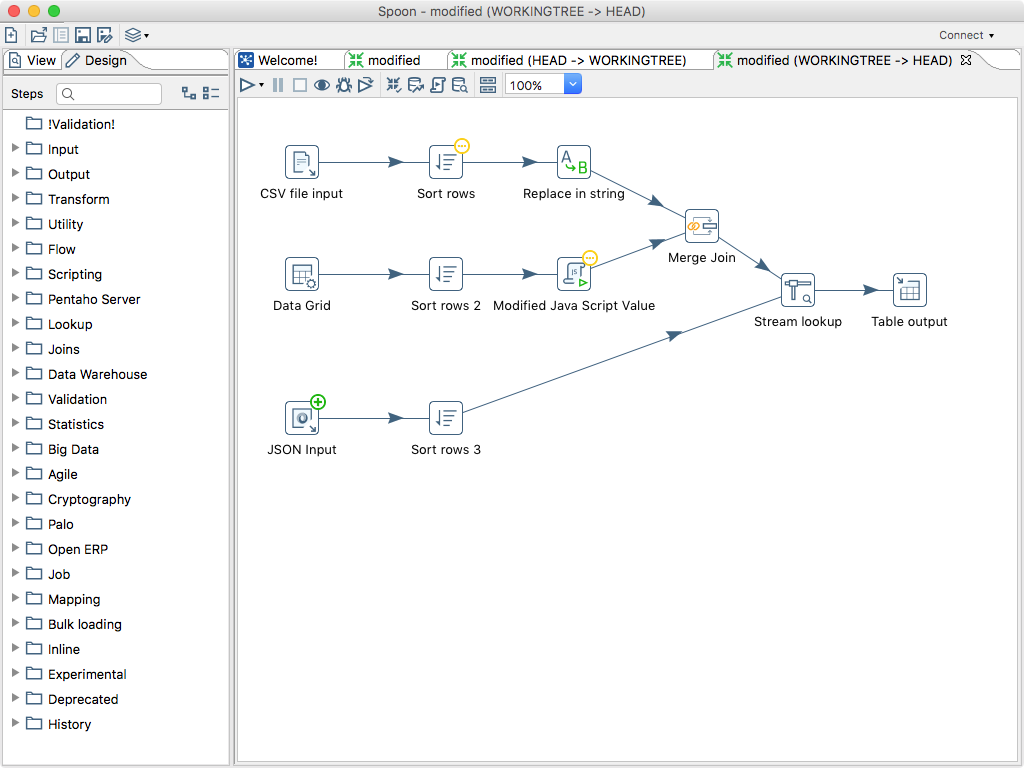 Spoon - modified (WORKINGTREE -> HEAD)
Connect
View
Design
Welcome!
modified
modified (HEAD -> WORKINGTREE)
modified (WORKINGTREE -> HEAD)
Steps
100%
!Validation!
Input
Output
Transform
Utility
Flow
Scripting
Pentaho Server
Lookup
Joins
Data Warehouse
Validation
Statistics
Big Data
Agile
Cryptography
Palo
Open ERP
Job
Mapping
Bulk loading
Inline
Experimental
Deprecated
History
A
B
CSV file input
Sort rows
Replace in string
Merge Join
JS
Data Grid
Sort rows 2
Modified Java Script Value
Stream lookup
Table output
JSON Input
Sort rows 3